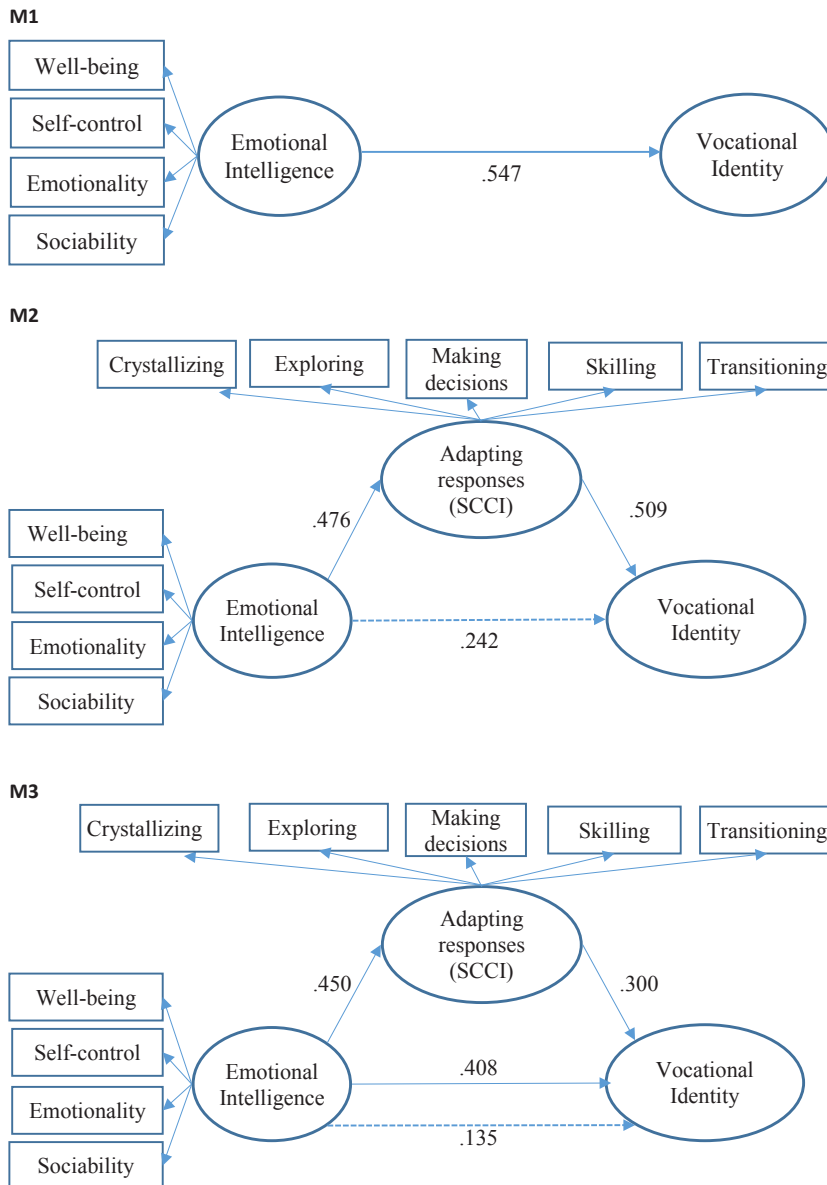 M1
Well-being
Self-control
Emotionality
Sociability
Emotional
Intelligence
.547
Vocational
Identity
M2
Crystallizing
Exploring
Making
decisions
Skilling
Transitioning
Adapting
responses
(SCCI)
.476
.509
Well-being
Self-control
Emotionality
Sociability
Emotional
Intelligence
.242
Vocational
Identity
M3
Crystallizing
Exploring
Making
decisions
Skilling
Transitioning
Adapting
responses
(SCCI)
.450
.300
Well-being
Self-control
Emotionality
Sociability
Emotional
Intelligence
.408
.135
Vocational
Identity